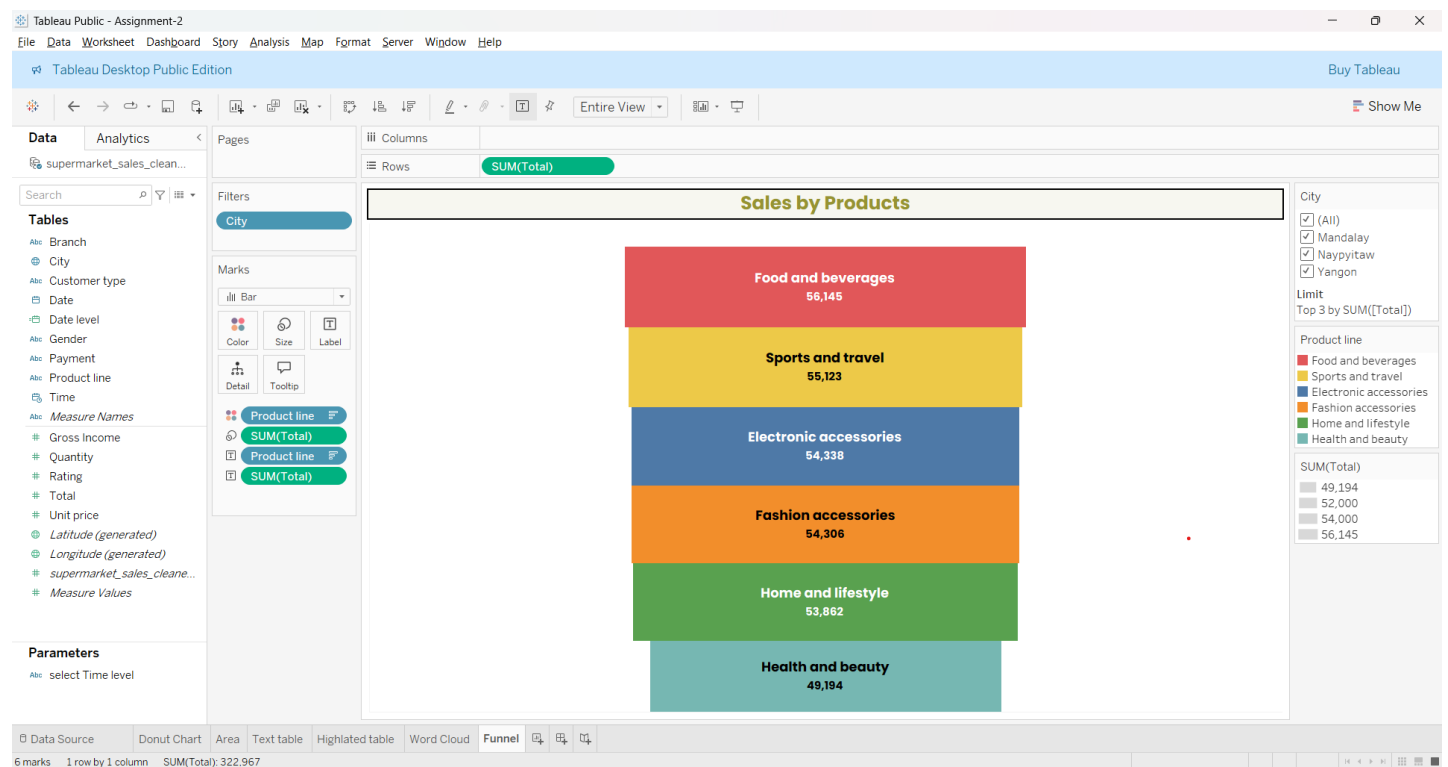 Tableau Public - Assignment-2
File Data Worksheet Dashboard Story Analysis Map Format Server Window Help
Tableau Desktop Public Edition
Buy Tableau
Entire View
Show Me
Data
Analytics
supermarket_sales_clean...
Search
Tables
Abc Branch
City
Abc Customer type
Date
Date level
Abc Gender
Abc Payment
Abc Product line
Time
Abc Measure Names
# Gross Income
# Quantity
# Rating
# Total
# Unit price
Latitude (generated)
Longitude (generated)
# supermarket_sales_cleane...
# Measure Values
Parameters
Abc select Time level
Pages
Filters
City
Marks
Bar
Color
Size
Label
Detail
Tooltip
Product line
SUM(Total)
Product line
SUM(Total)
Columns
Rows
SUM(Total)
Sales by Products
Food and beverages
56,145
Sports and travel
55,123
Electronic accessories
54,338
Fashion accessories
54,306
Home and lifestyle
53,862
Health and beauty
49,194
City
(All)
Mandalay
Naypyitaw
Yangon
Limit
Top 3 by SUM([Total])
Product line
Food and beverages
Sports and travel
Electronic accessories
Fashion accessories
Home and lifestyle
Health and beauty
SUM(Total)
49,194
52,000
54,000
56,145
Data Source
Donut Chart
Area
Text table
Highlated table
Word Cloud
Funnel
6 marks 1 row by 1 column SUM(Total): 322,967